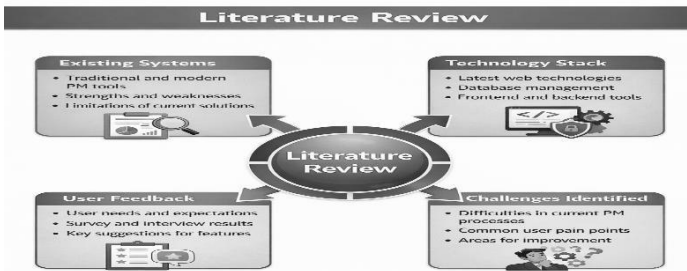 Literature Review
Existing Systems
• Traditional and modern
PM tools
• Strengths and weaknesses
• Limitations of current solutions
Technology Stack
• Latest web technologies
• Database management
• Frontend and backend tools
</>
Literature
Review
User Feedback
• User needs and expectations
• Survey and interview results
• Key suggestions for features
Challenges Identified
• Difficulties in current PM
processes
• Common user pain points
• Areas for improvement